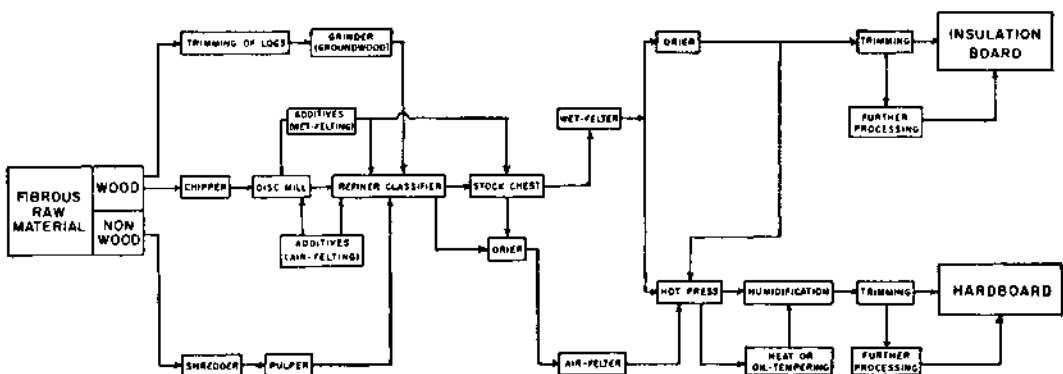 TRIMMING OF LOGS
GRINDER
(GROUNDWOOD)
DRIER
TRIMMING
INSULATION
BOARD
ADDITIVES
(WET-FELTING)
WET-FELTER
FURTHER
PROCESSING
FIBROUS
RAW
MATERIAL
WOOD
NON
WOOD
CHIPPER
DISC MILL
REFINER CLASSIFIER
STOCK CHEST
ADDITIVES
(AIR-FELTING)
DRIER
HOT PRESS
HUMIDIFICATION
TRIMMING
HARDBOARD
SHREDDER
PULPER
AIR-FELTER
HEAT OR
OIL-TEMPERING
FURTHER
PROCESSING